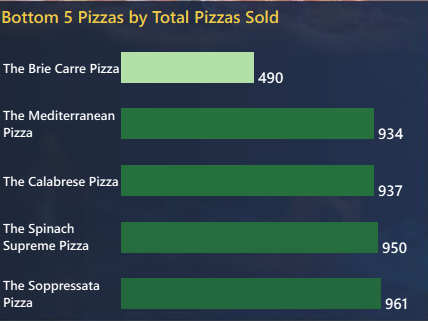 Bottom 5 Pizzas by Total Pizzas Sold
The Brie Carre Pizza
490
The Mediterranean
Pizza
934
The Calabrese Pizza
937
The Spinach
Supreme Pizza
950
The Soppressata
Pizza
961